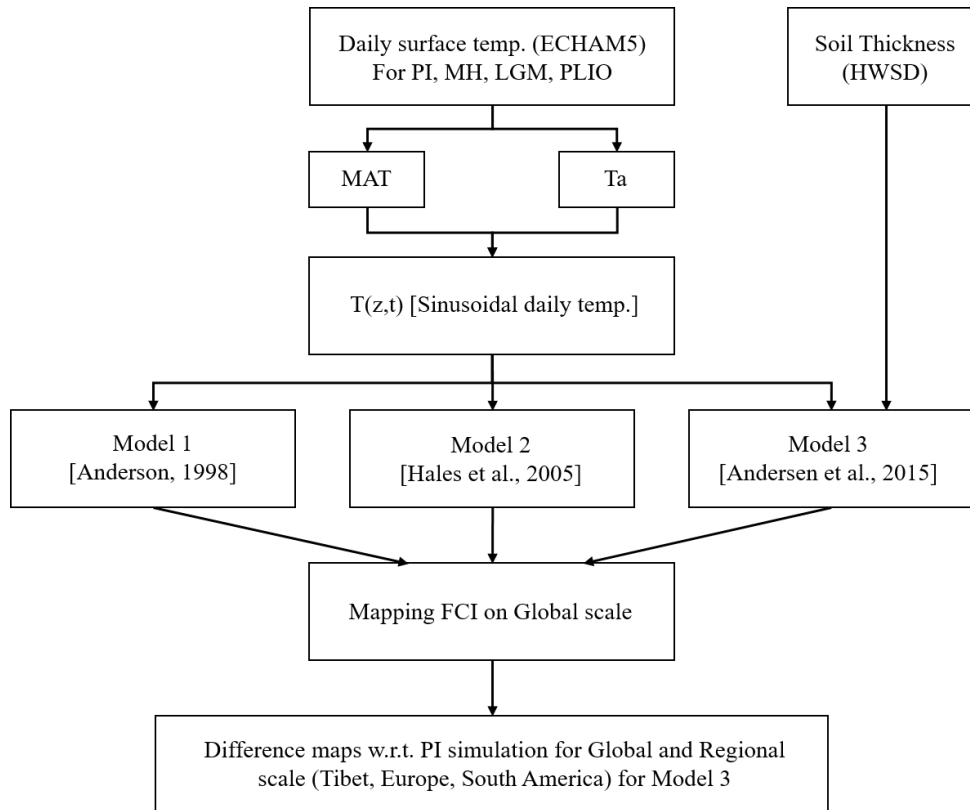 Daily surface temp. (ECHAM5)
For PI, MH, LGM, PLIO
Soil Thickness
(HWSD)
MAT
Ta
T(z,t) [Sinusoidal daily temp.]
Model 1
[Anderson, 1998]
Model 2
[Hales et al., 2005]
Model 3
[Andersen et al., 2015]
Mapping FCI on Global scale
Difference maps w.r.t. PI simulation for Global and Regional
scale (Tibet, Europe, South America) for Model 3